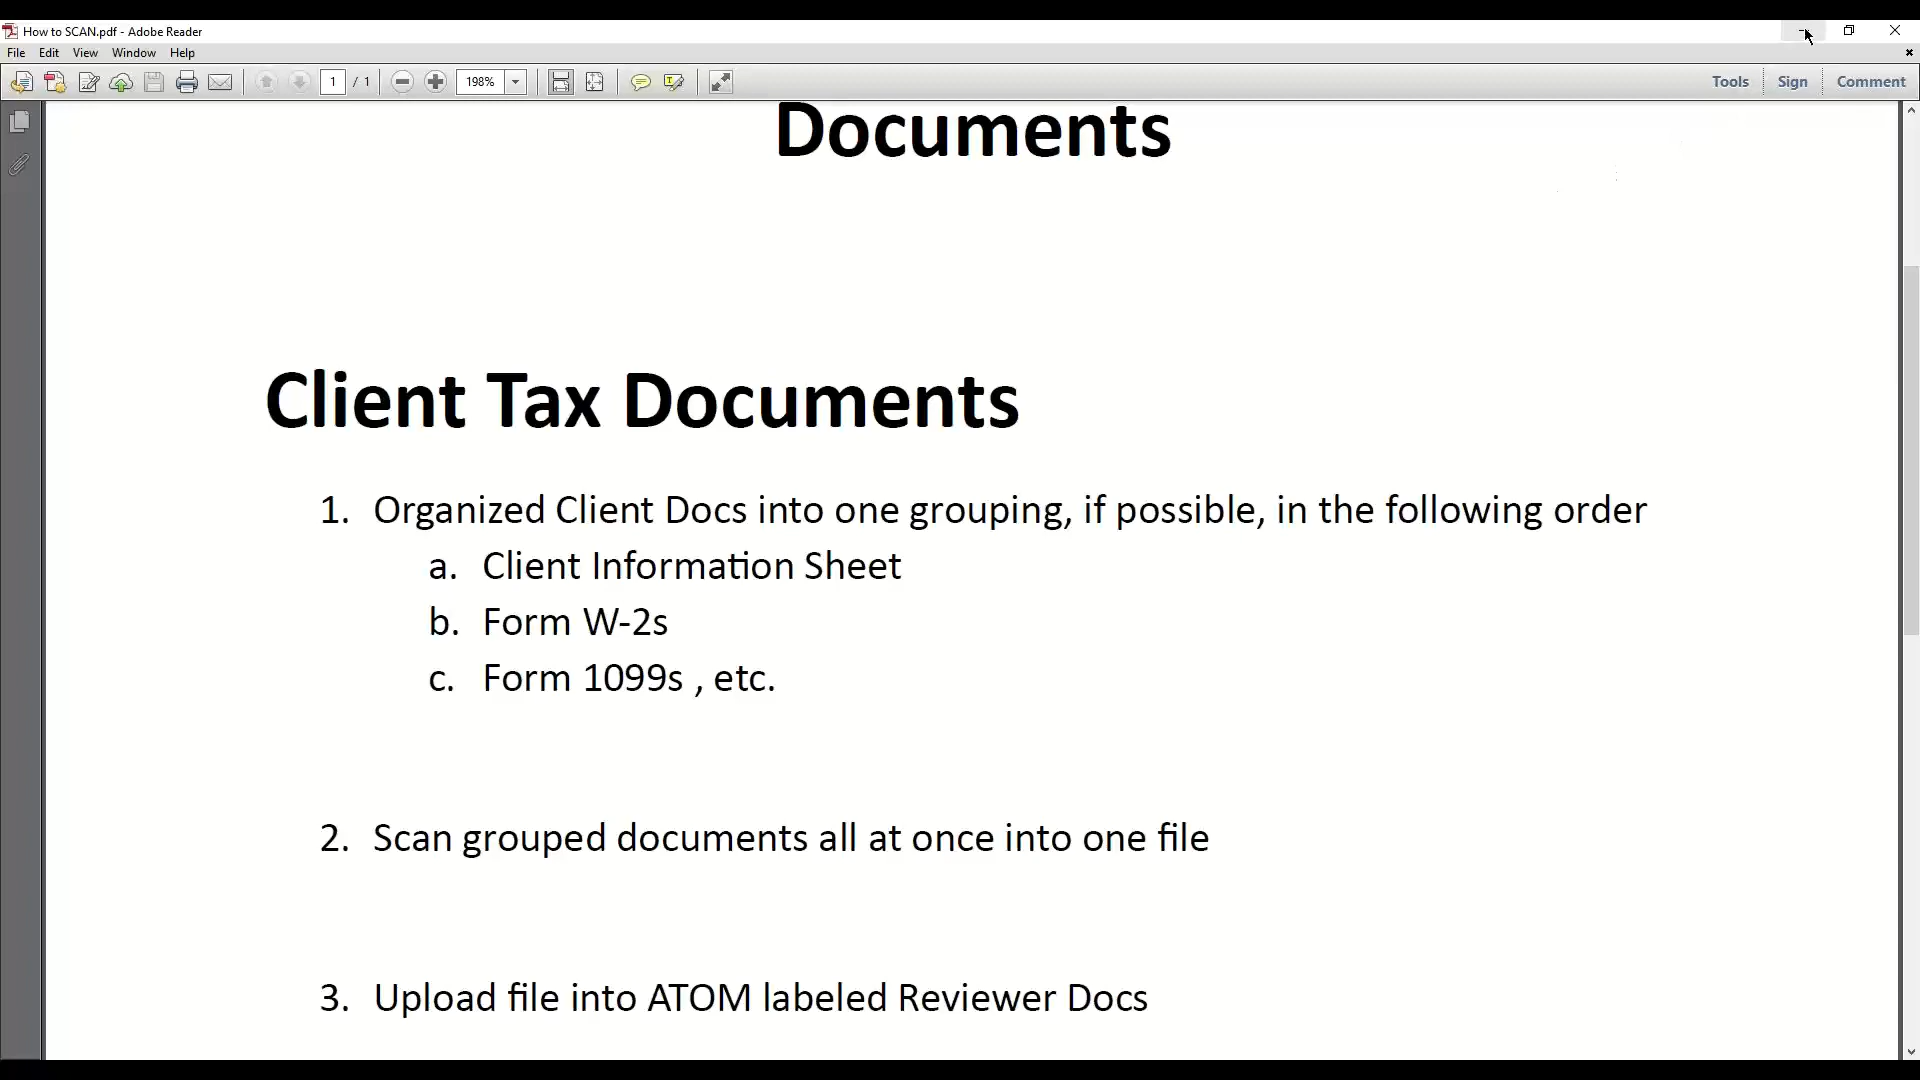 How to SCAN.pdf - Adobe Reader
File Edit View Window Help
1 / 1 198% Tools Sign Comment
Documents
Client Tax Documents
1. Organized Client Docs into one grouping, if possible, in the following order
a. Client Information Sheet
b. Form W-2s
c. Form 1099s , etc.
2. Scan grouped documents all at once into one file
3. Upload file into ATOM labeled Reviewer Docs